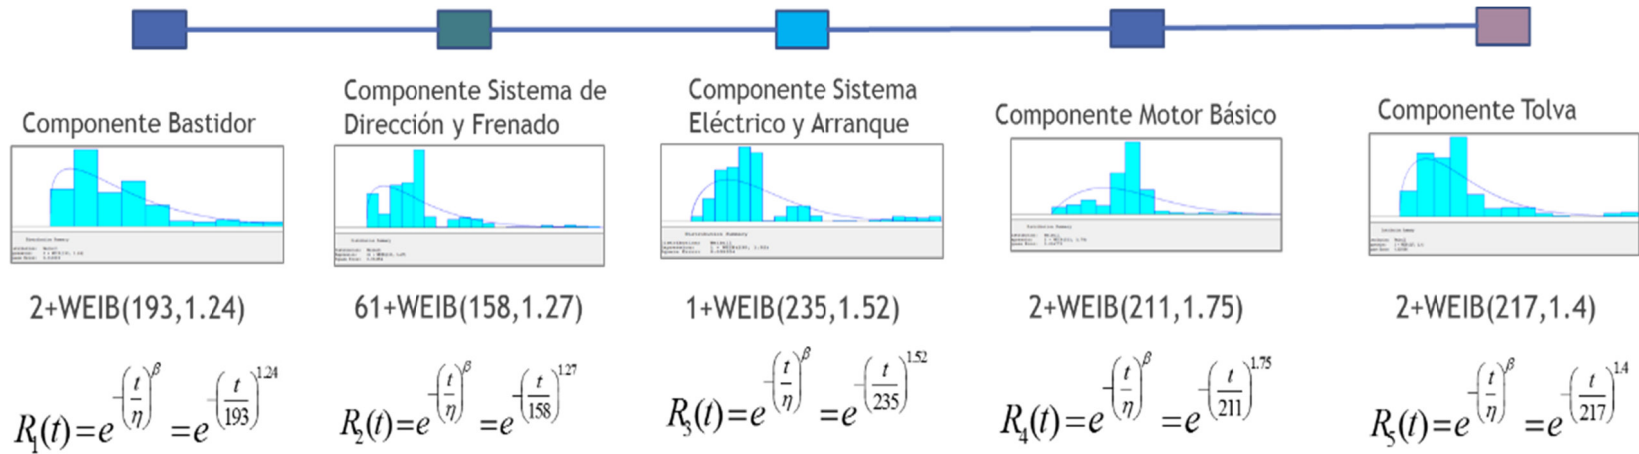 Componente Bastidor
Componente Sistema de
Dirección y Frenado
Componente Sistema
Eléctrico y Arranque
Componente Motor Básico
Componente Tolva
Distribution Summary
2+WEIB(193,1.24)
61+WEIB(158,1.27)
1+WEIB(235,1.52)
2+WEIB(211,1.75)
2+WEIB(217,1.4)
R₁(t)=e^{-(t/η)^β}=e^{-(t/193)^{1.24}}
R₂(t)=e^{-(t/η)^β}=e^{-(t/158)^{1.27}}
R₃(t)=e^{-(t/η)^β}=e^{-(t/235)^{1.52}}
R₄(t)=e^{-(t/η)^β}=e^{-(t/211)^{1.75}}
R₅(t)=e^{-(t/η)^β}=e^{-(t/217)^{1.4}}